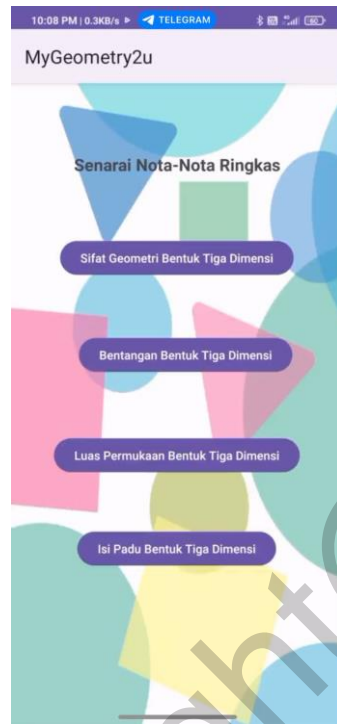 10:08 PM | 0.3KB/s TELEGRAM 60
MyGeometry2u
Senarai Nota-Nota Ringkas
Sifat Geometri Bentuk Tiga Dimensi
Bentangan Bentuk Tiga Dimensi
Luas Permukaan Bentuk Tiga Dimensi
Isi Padu Bentuk Tiga Dimensi